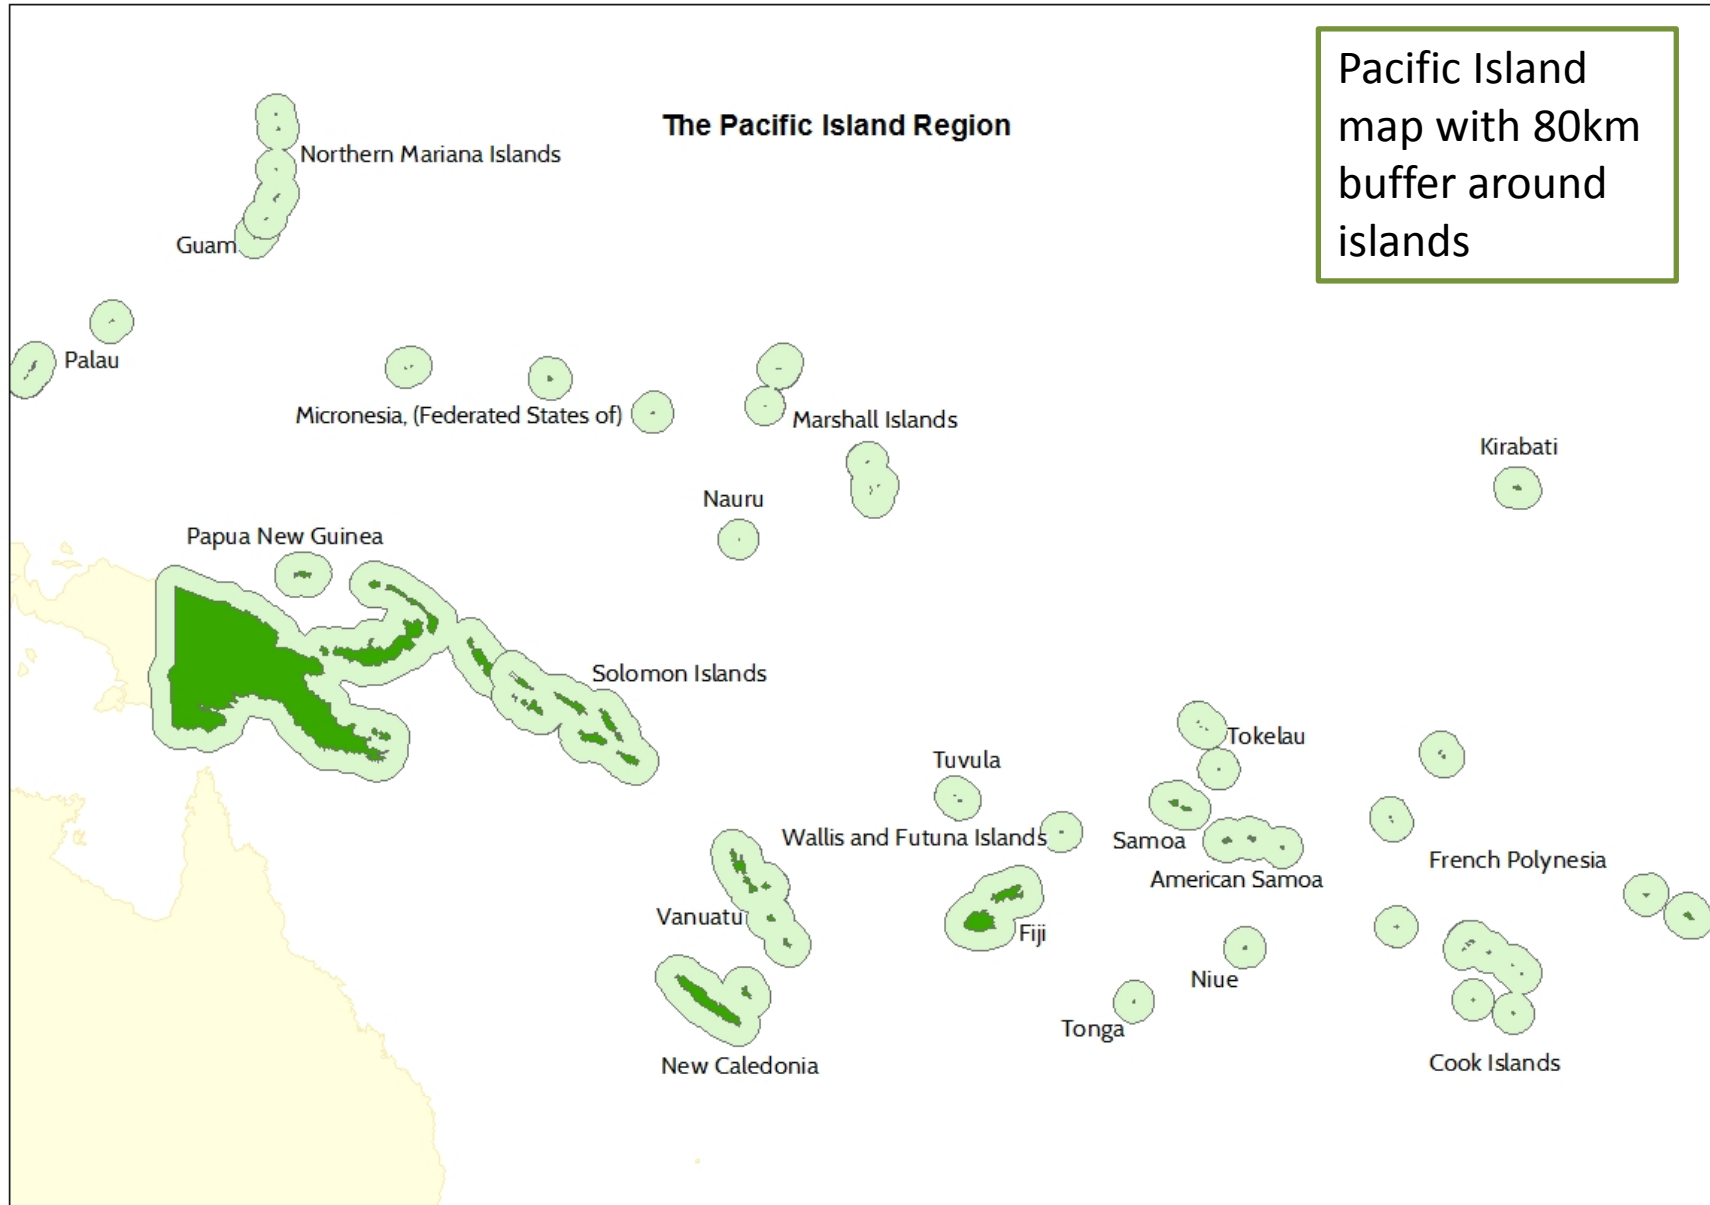 Pacific Island
map with 80km
buffer around
islands
The Pacific Island Region
Northern Mariana Islands
Guam
Palau
Micronesia, (Federated States of)
Marshall Islands
Kirabati
Nauru
Papua New Guinea
Solomon Islands
Tokelau
Tuvula
Wallis and Futuna Islands
Samoa
French Polynesia
American Samoa
Vanuatu
Fiji
Niue
Tonga
New Caledonia
Cook Islands